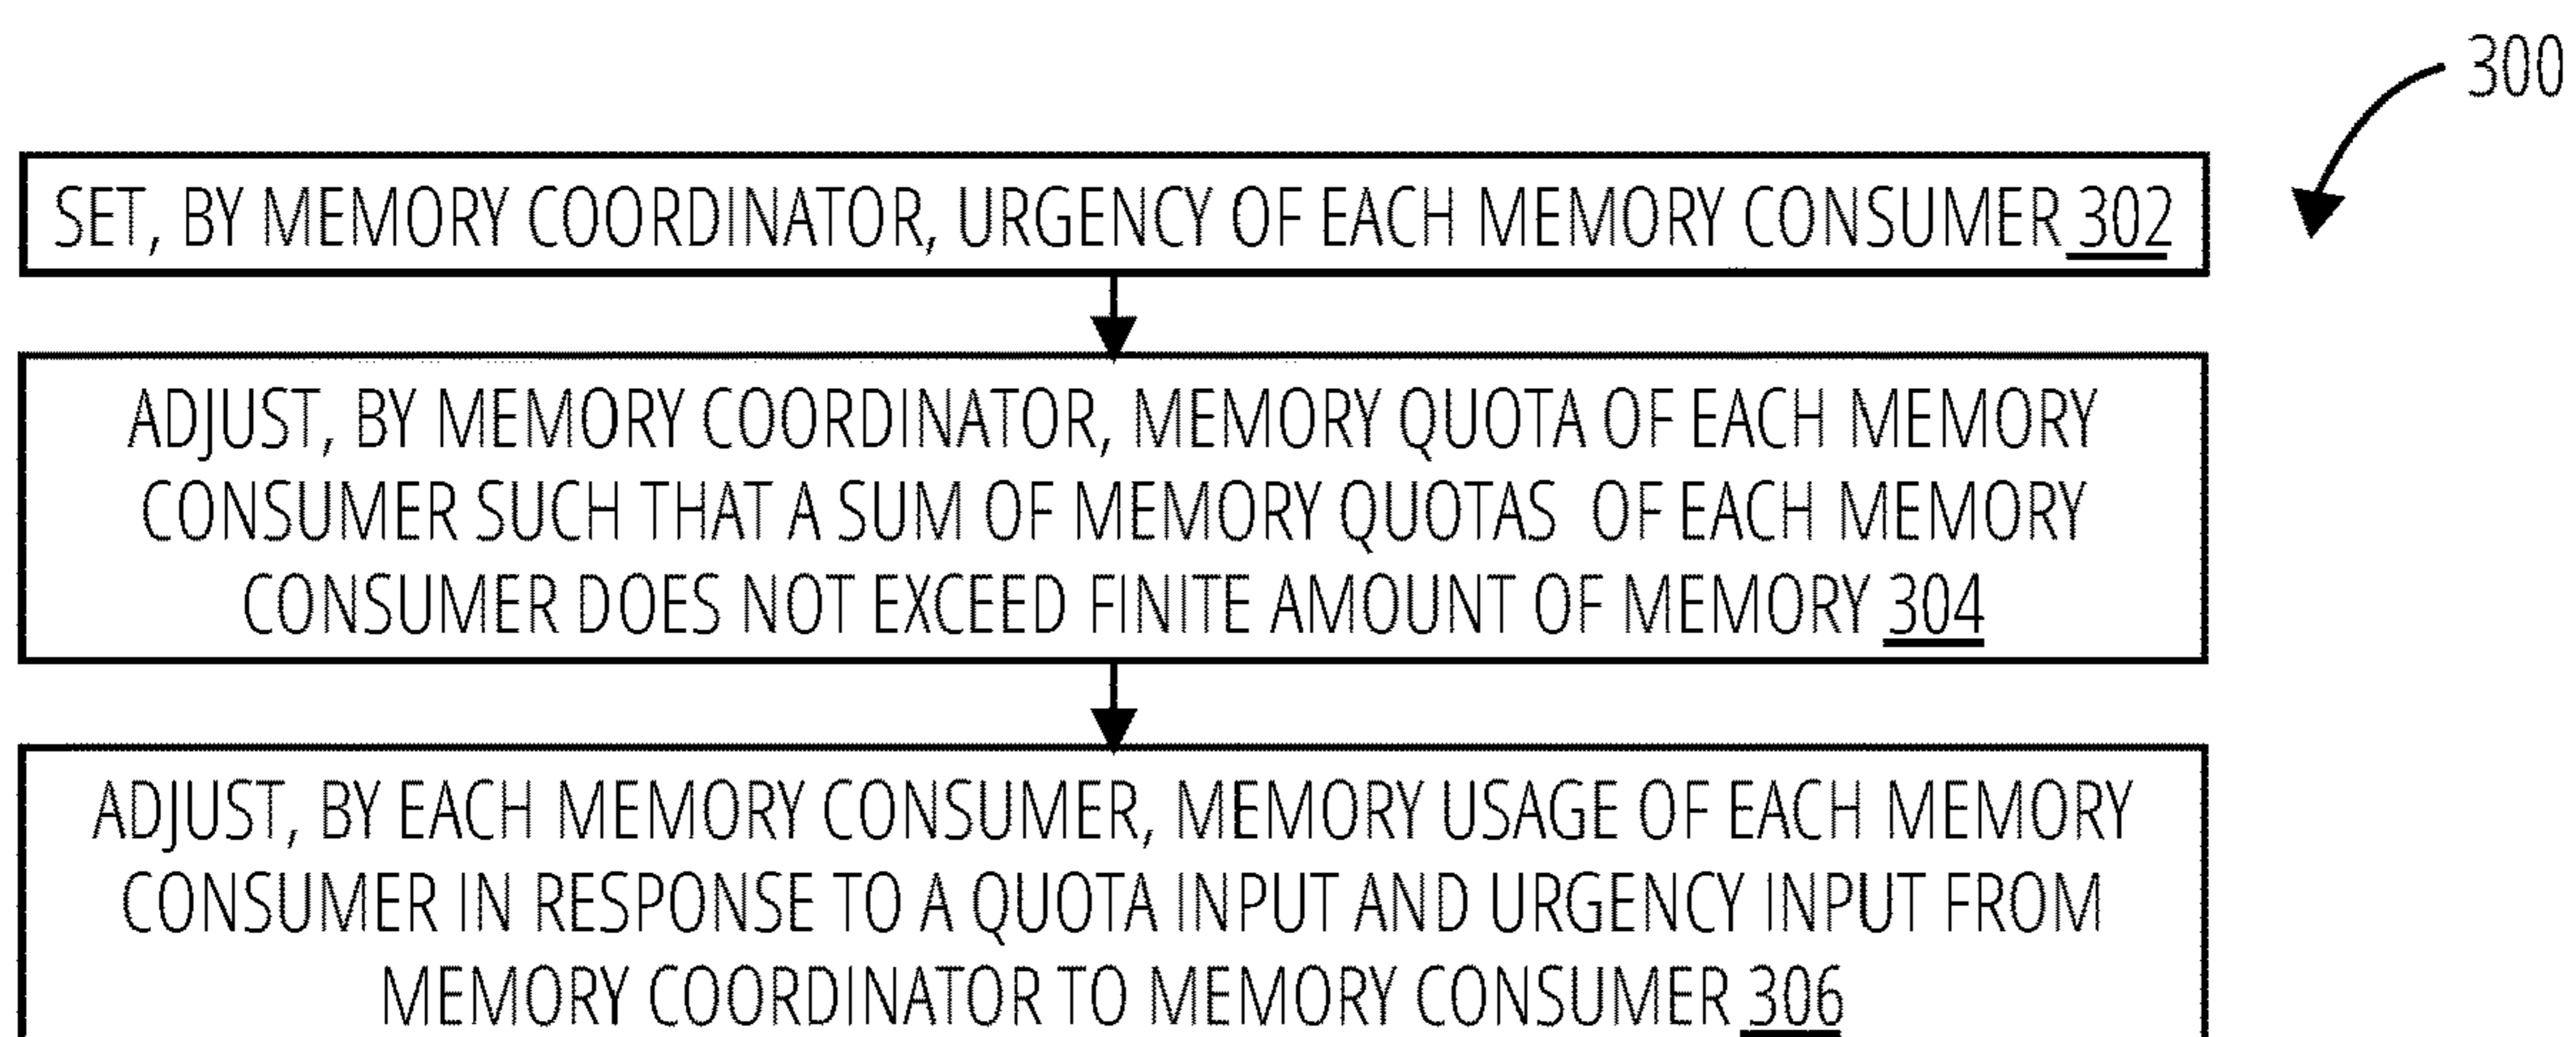 300
SET, BY MEMORY COORDINATOR, URGENCY OF EACH MEMORY CONSUMER 302
ADJUST, BY MEMORY COORDINATOR, MEMORY QUOTA OF EACH MEMORY
CONSUMER SUCH THAT A SUM OF MEMORY QUOTAS OF EACH MEMORY
CONSUMER DOES NOT EXCEED FINITE AMOUNT OF MEMORY 304
ADJUST, BY EACH MEMORY CONSUMER, MEMORY USAGE OF EACH MEMORY
CONSUMER IN RESPONSE TO A QUOTA INPUT AND URGENCY INPUT FROM
MEMORY COORDINATOR TO MEMORY CONSUMER 306